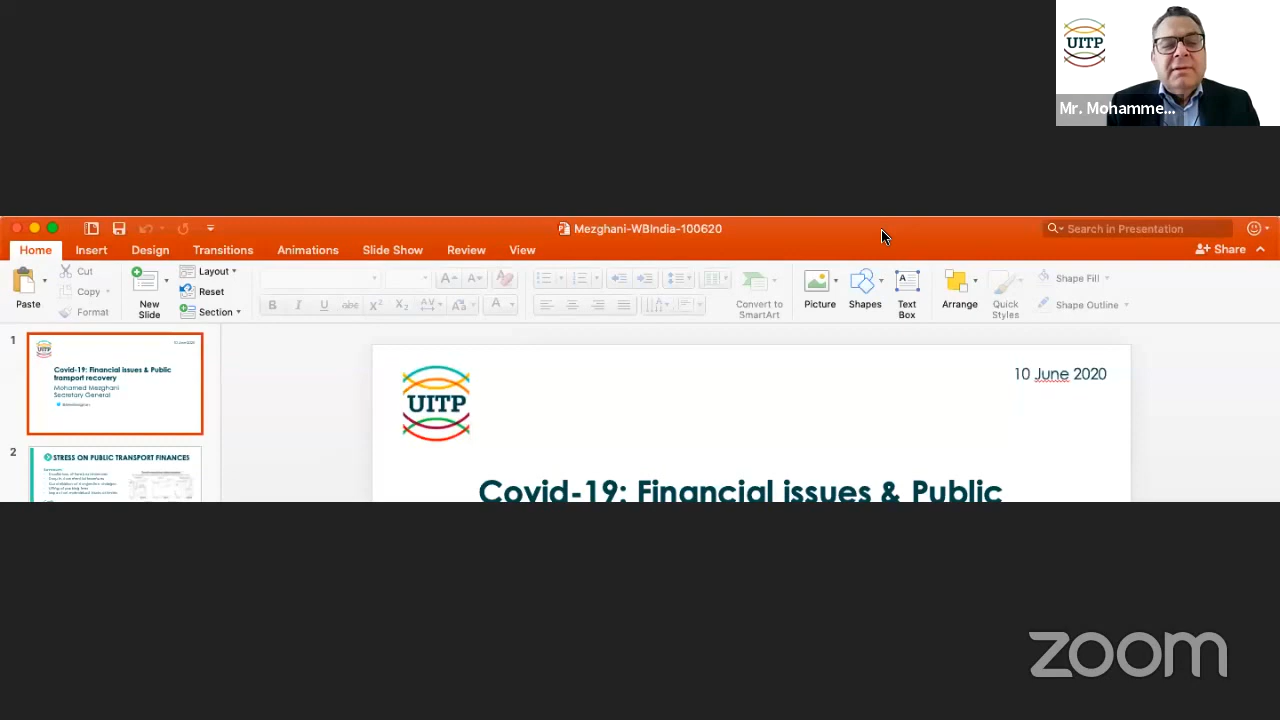 UITP
Mr. Mohamme...
Mezghani-WBIndia-100620
Search in Presentation
Home
Insert
Design
Transitions
Animations
Slide Show
Review
View
Share
Paste
Cut
Copy
Format
New
Slide
Layout
Reset
Section
Convert to
SmartArt
Picture
Shapes
Text
Box
Arrange
Quick
Styles
Shape Fill
Shape Outline
1
UITP
Covid-19: Financial issues & Public
transport recovery
Mohamed Mezghani
Secretary General
2
STRESS ON PUBLIC TRANSPORT FINANCES
UITP
10 June 2020
Covid-19: Financial issues & Public
zoom